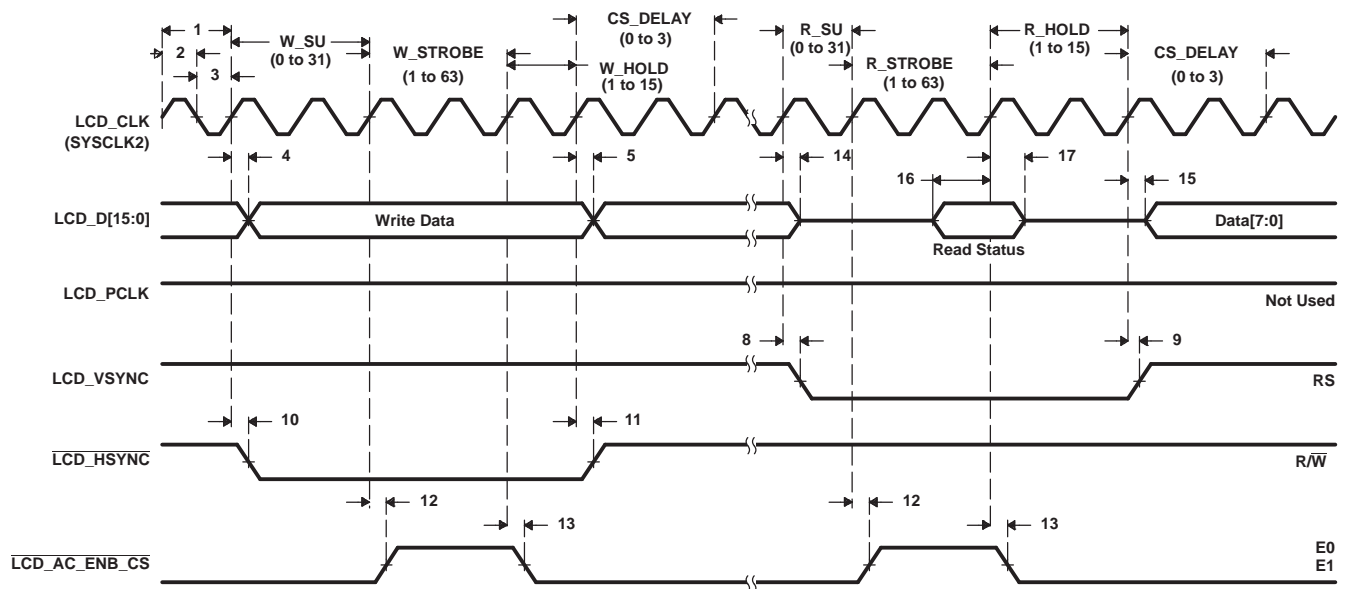 1
CS_DELAY
(0 to 3)
R_SU
(0 to 31)
R_HOLD
(1 to 15)
2
W_SU
(0 to 31)
W_STROBE
(1 to 63)
CS_DELAY
(0 to 3)
3
W_HOLD
(1 to 15)
R_STROBE
(1 to 63)
LCD_CLK
(SYSCLK2)
4
5
14
17
16
15
LCD_D[15:0]
Write Data
Data[7:0]
Read Status
LCD_PCLK
Not Used
8
9
LCD_VSYNC
RS
10
11
LCD_HSYNC
R/W
12
12
13
13
LCD_AC_ENB_CS
E0
E1